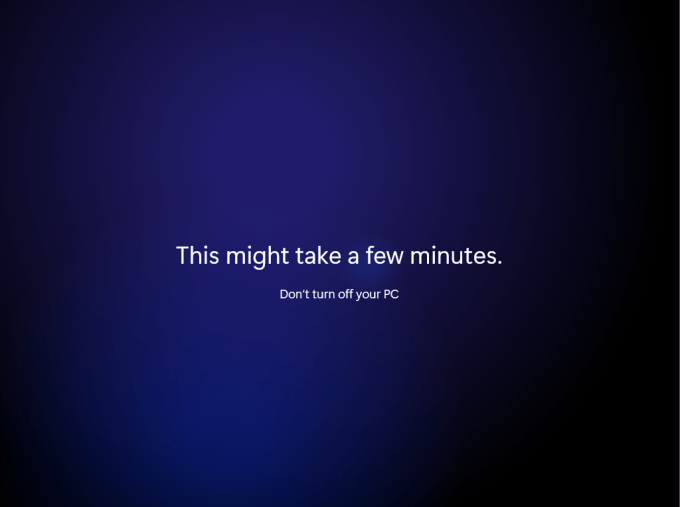 This might take a few minutes.
Don't turn off your PC